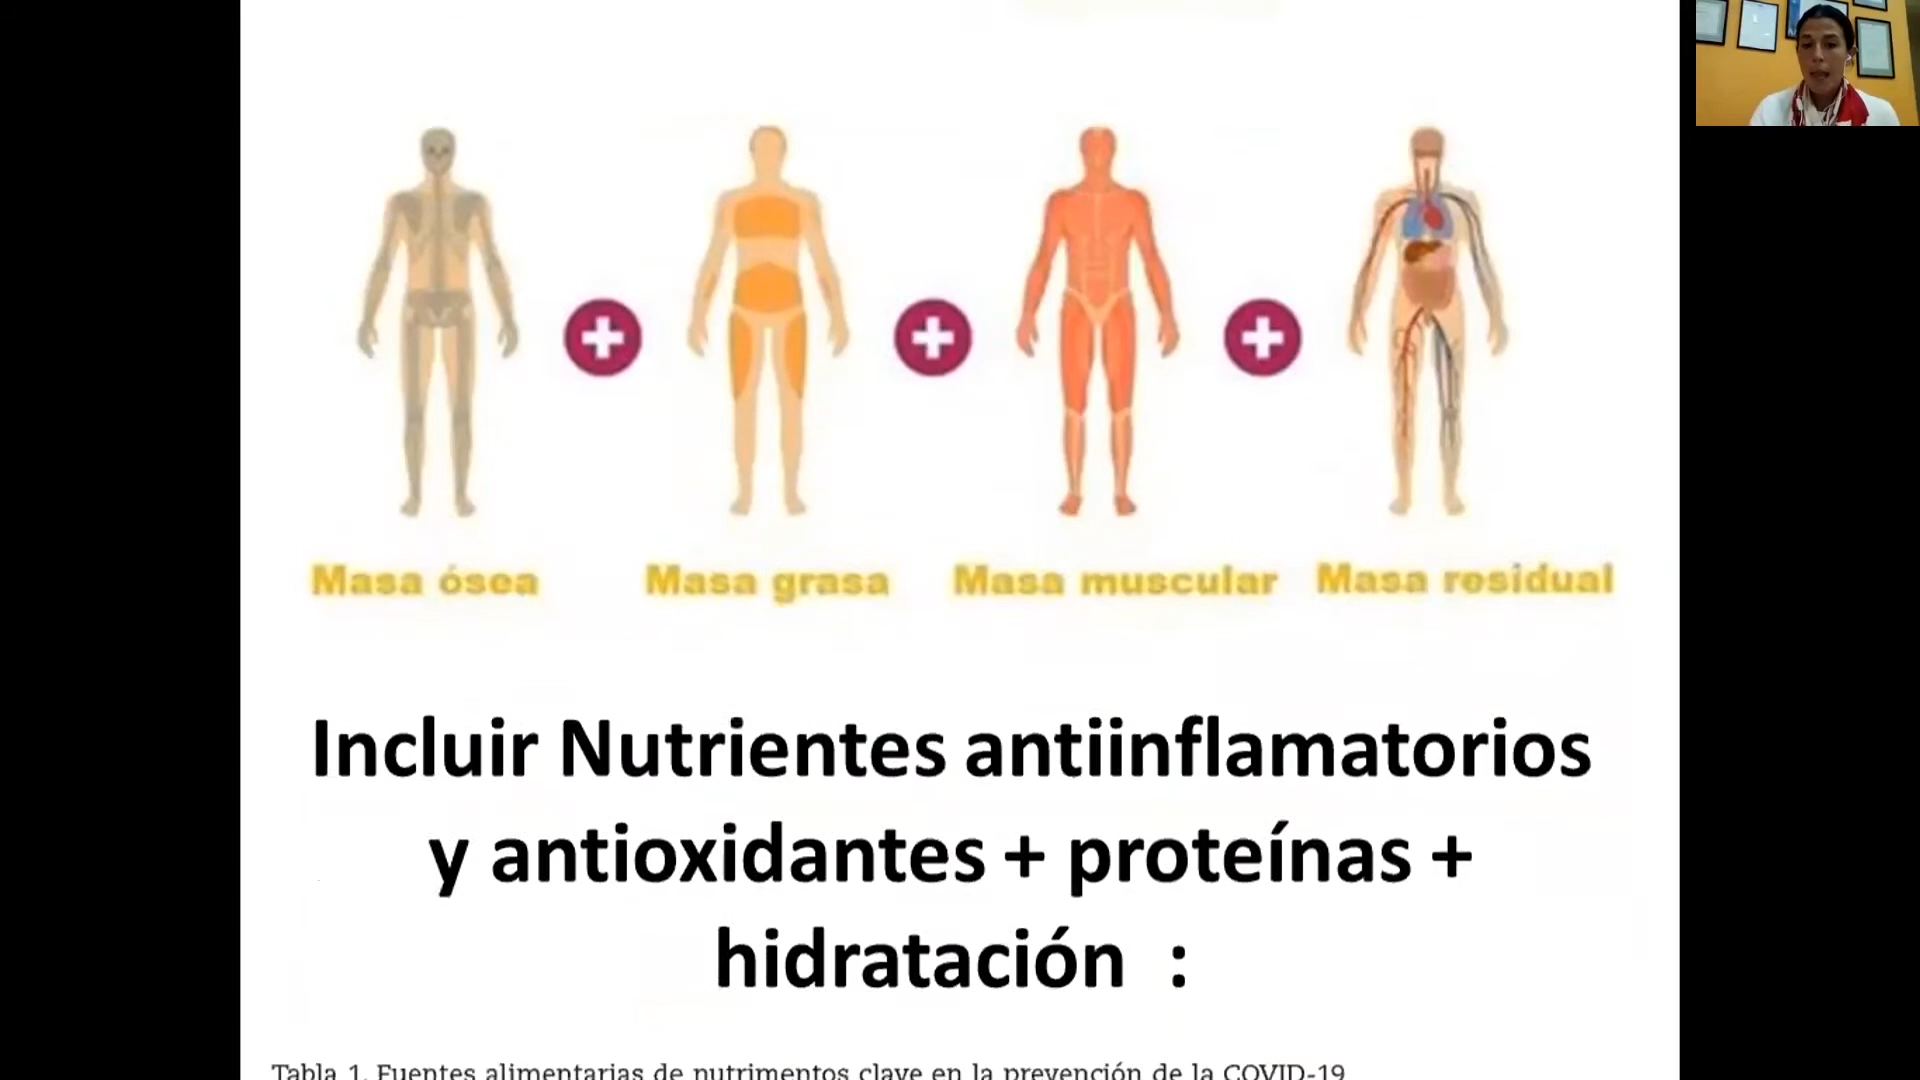 Masa ósea Masa grasa Masa muscular Masa residual
Incluir Nutrientes antiinflamatorios
y antioxidantes + proteínas +
hidratación :
Tabla 1. Fuentes alimentarias de nutrimentos clave en la prevención de la COVID-19